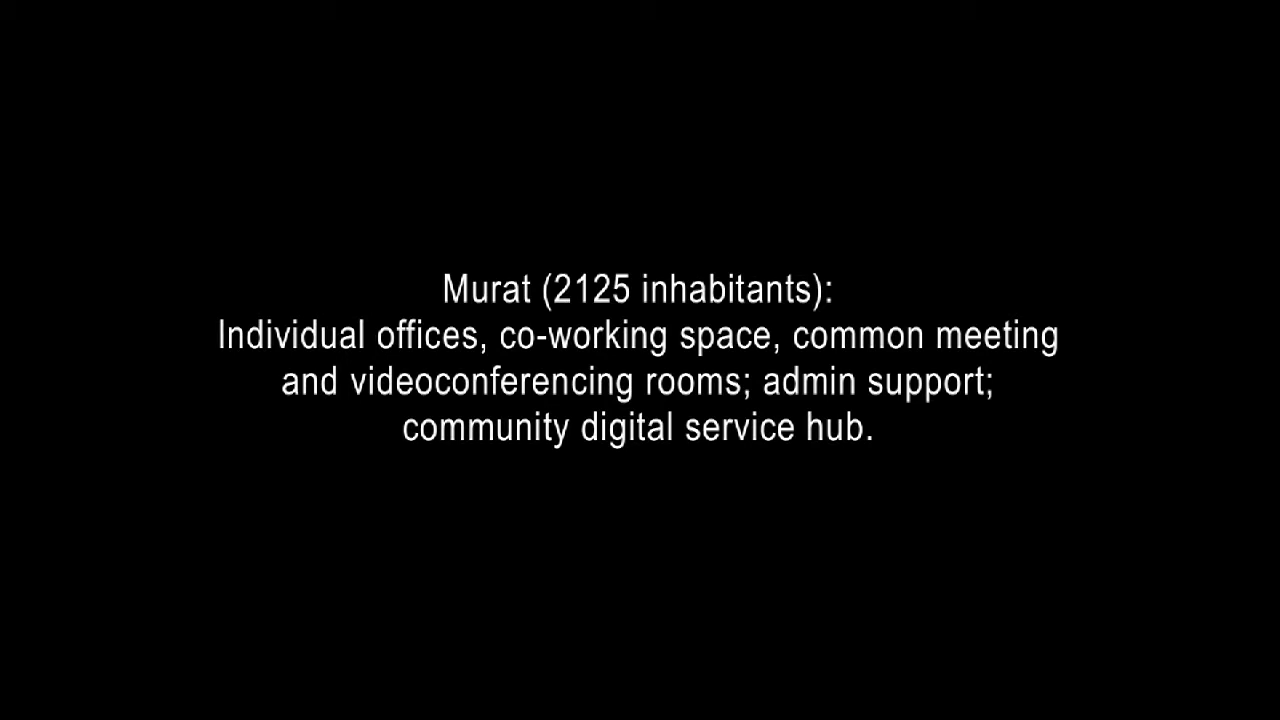 Murat (2125 inhabitants):
Individual offices, co-working space, common meeting
and videoconferencing rooms; admin support;
community digital service hub.